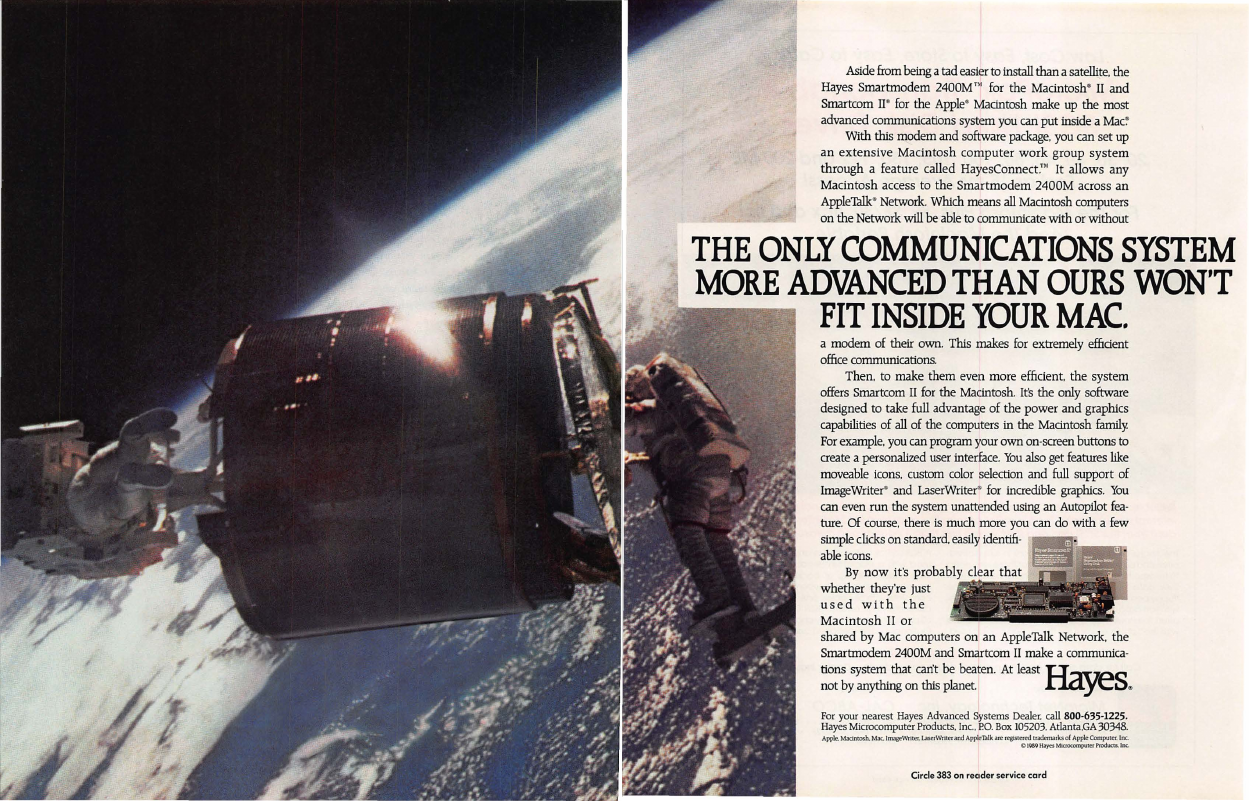 Aside from being a tad easier to install than a satellite, the
Hayes Smartmodem 2400M™ for the Macintosh® II and
Smartcom II® for the Apple® Macintosh make up the most
advanced communications system you can put inside a Mac.®
With this modem and software package, you can set up
an extensive Macintosh computer work group system
through a feature called HayesConnect.™ It allows any
Macintosh access to the Smartmodem 2400M across an
AppleTalk® Network. Which means all Macintosh computers
on the Network will be able to communicate with or without
THE ONLY COMMUNICATIONS SYSTEM
MORE ADVANCED THAN OURS WON'T
FIT INSIDE YOUR MAC.
a modem of their own. This makes for extremely efficient
office communications.
Then, to make them even more efficient, the system
offers Smartcom II for the Macintosh. It's the only software
designed to take full advantage of the power and graphics
capabilities of all of the computers in the Macintosh family.
For example, you can program your own on-screen buttons to
create a personalized user interface. You also get features like
moveable icons, custom color selection and full support of
ImageWriter® and LaserWriter® for incredible graphics. You
can even run the system unattended using an Autopilot fea-
ture. Of course, there is much more you can do with a few
simple clicks on standard, easily identifi-
able icons.
By now it's probably clear that
whether they're just
used with the
Macintosh II or
shared by Mac computers on an AppleTalk Network, the
Smartmodem 2400M and Smartcom II make a communica-
tions system that can't be beaten. At least
not by anything on this planet.
Hayes®
For your nearest Hayes Advanced Systems Dealer, call 800-635-1225.
Hayes Microcomputer Products, Inc., P.O. Box 105203, Atlanta, GA 30348.
Apple, Macintosh, Mac, ImageWriter, LaserWriter and AppleTalk are registered trademarks of Apple Computer, Inc.
© 1989 Hayes Microcomputer Products, Inc.
Circle 383 on reader service card